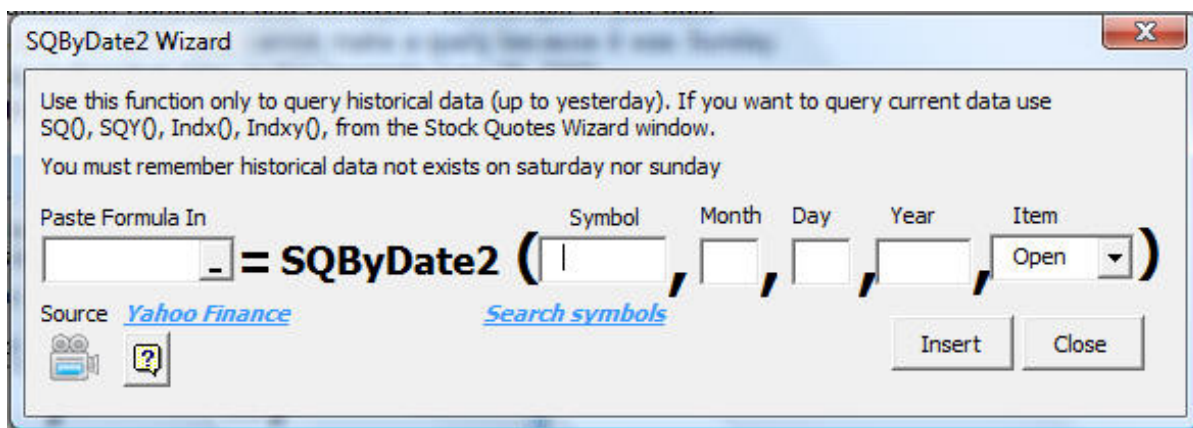 SQByDate2 Wizard
Use this function only to query historical data (up to yesterday). If you want to query current data use
SQ(), SQY(), Indx(), Indxy(), from the Stock Quotes Wizard window.
You must remember historical data not exists on saturday nor sunday
Paste Formula In Symbol Month Day Year Item
_ = SQByDate2 ( , , , , Open )
Source Yahoo Finance Search symbols
? Insert Close